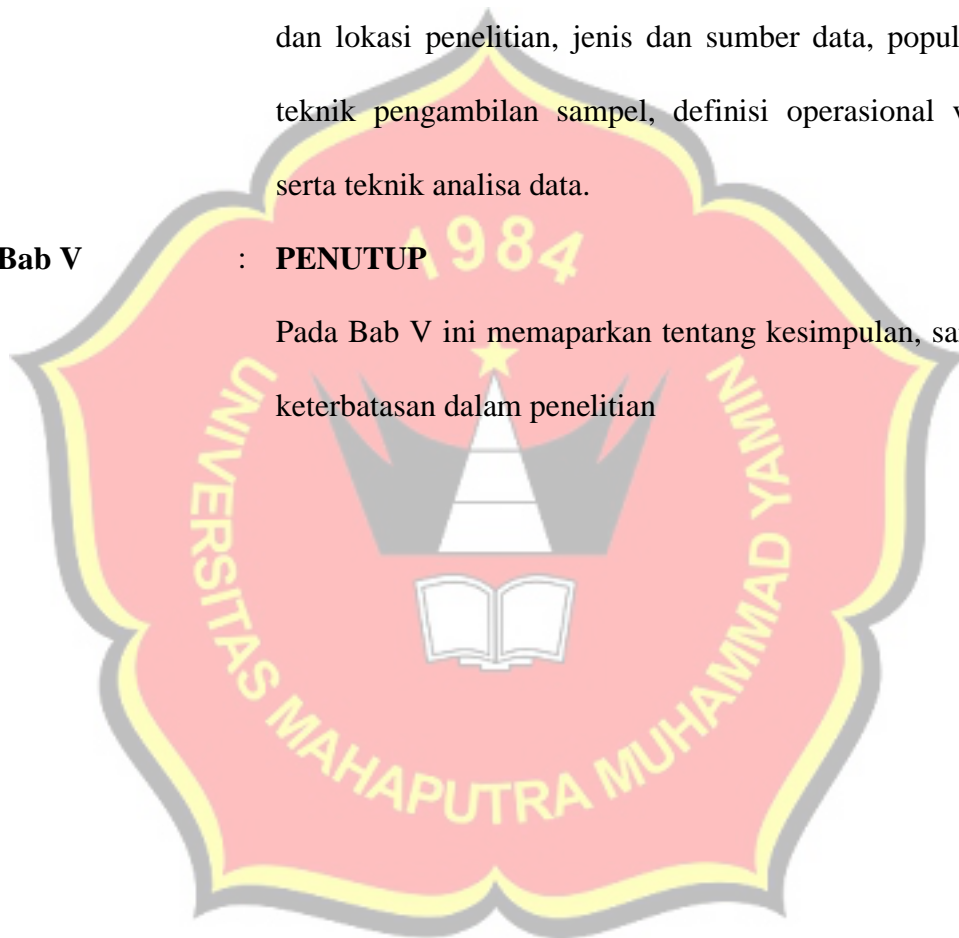 dan lokasi penelitian, jenis dan sumber data, popul
teknik pengambilan sampel, definisi operasional v
serta teknik analisa data.
Bab V : PENUTUP
Pada Bab V ini memaparkan tentang kesimpulan, sa
keterbatasan dalam penelitian
1984
UNIVERSITAS MAHAPUTRA MUHAMMAD YAMIN